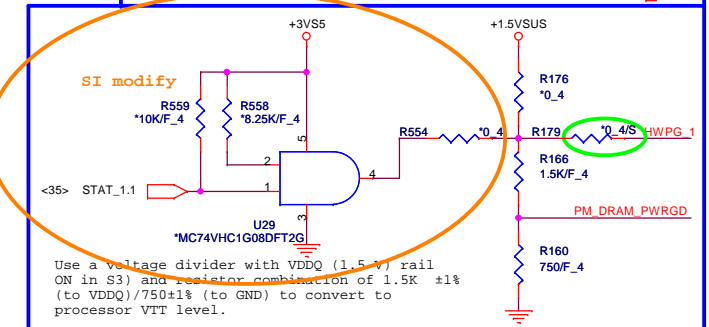 +3VS5
+1.5VSUS
SI modify
R176
*0_4
R559
*10K/F_4
R558
*8.25K/F_4
R554
*0_4
R179
*0_4/S
HWPG_1
5
2
1
4
3
R166
1.5K/F_4
<35> STAT_1.1
PM_DRAM_PWRGD
U29
*MC74VHC1G08DFT2G
R160
750/F_4
Use a voltage divider with VDDQ (1.5 V) rail
ON in S3) and resistor combination of 1.5K ±1%
(to VDDQ)/750±1% (to GND) to convert to
processor VTT level.